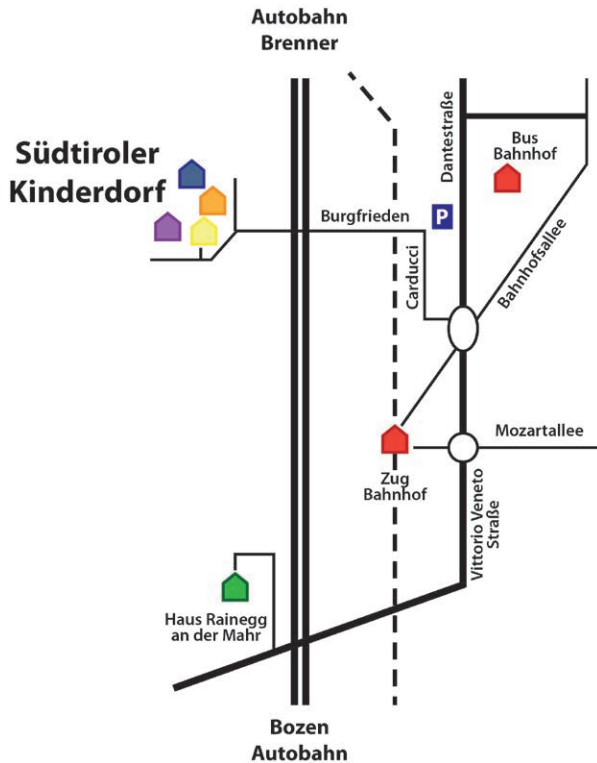 Autobahn
Brenner
Südtiroler
Kinderdorf
Dantestraße
Bus
Bahnhof
P
Burgfrieden
Carducci
Bahnhofsallee
Mozartallee
Zug
Bahnhof
Vittorio Veneto
Straße
Haus Rainegg
an der Mahr
Bozen
Autobahn